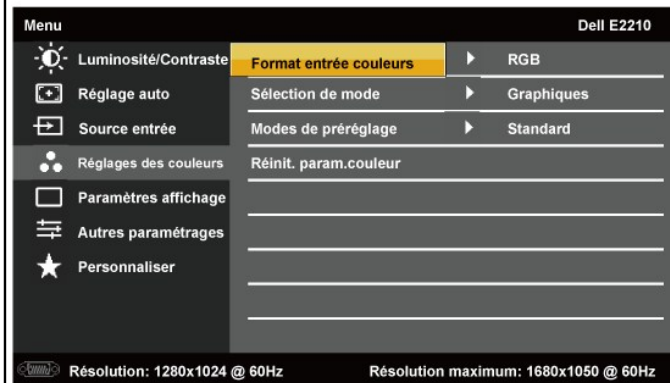 Menu Dell E2210
Luminosité/Contraste Format entrée couleurs RGB
Réglage auto Sélection de mode Graphiques
Source entrée Modes de préréglage Standard
Réglages des couleurs Réinit. param.couleur
Paramètres affichage
Autres paramétrages
Personnaliser
Résolution: 1280x1024 @ 60Hz Résolution maximum: 1680x1050 @ 60Hz